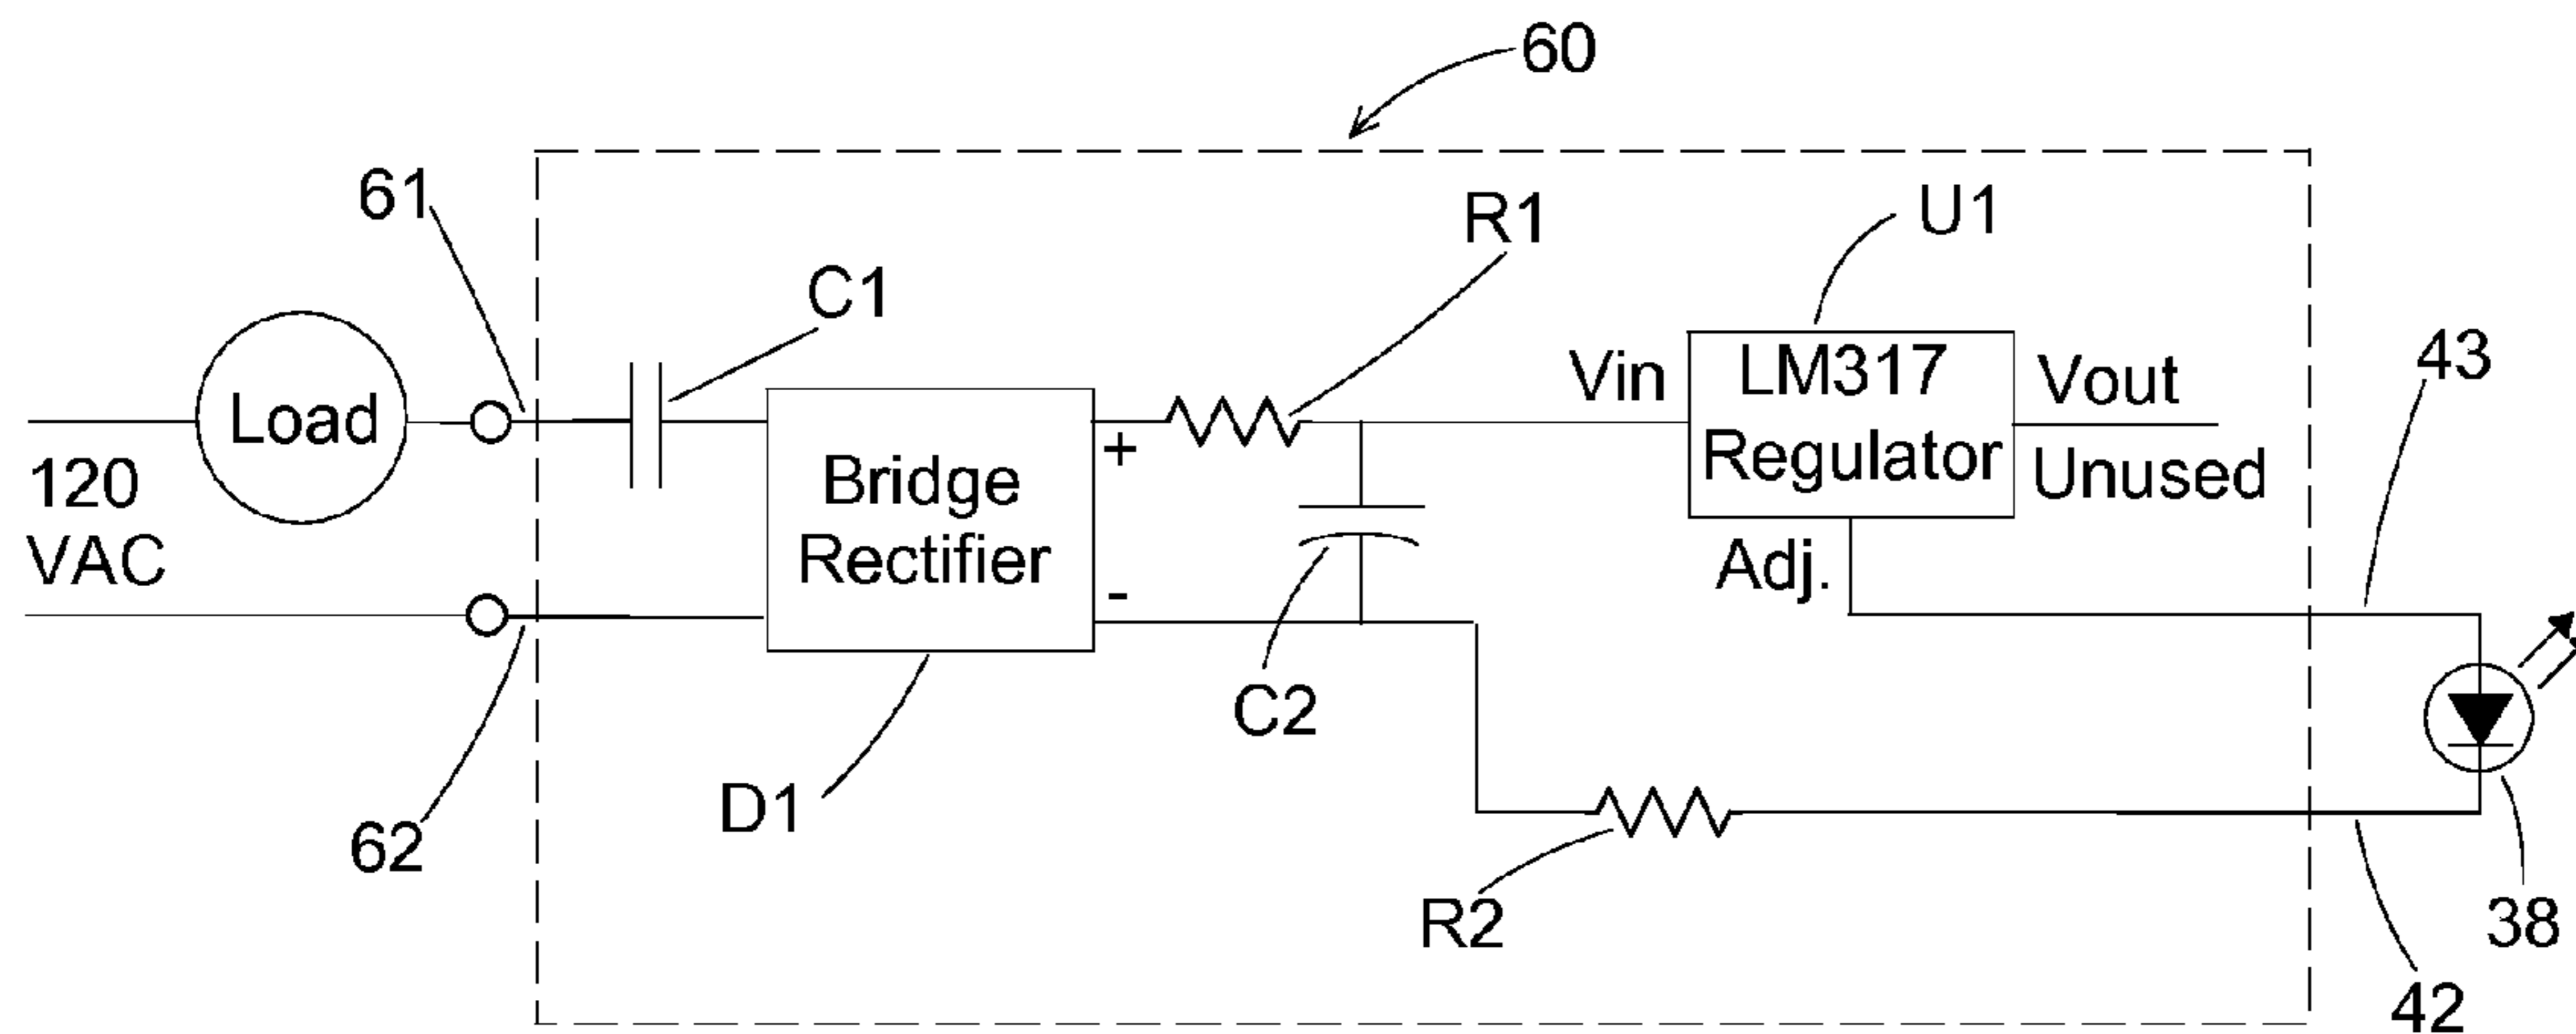 60
61
R1
U1
C1
Load
120
VAC
Bridge
Rectifier
+
-
Vin
LM317
Regulator
Vout
Unused
Adj.
43
C2
D1
62
R2
38
42